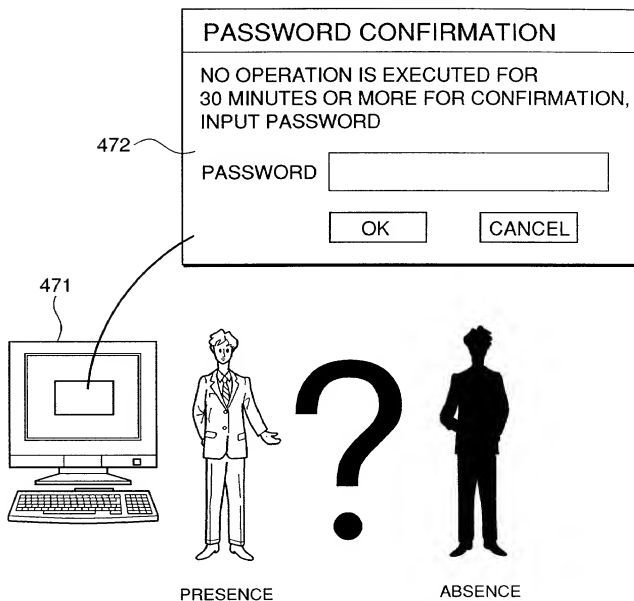 PASSWORD CONFIRMATION
NO OPERATION IS EXECUTED FOR
30 MINUTES OR MORE FOR CONFIRMATION,
INPUT PASSWORD
472
PASSWORD
OK CANCEL
471
?
PRESENCE ABSENCE